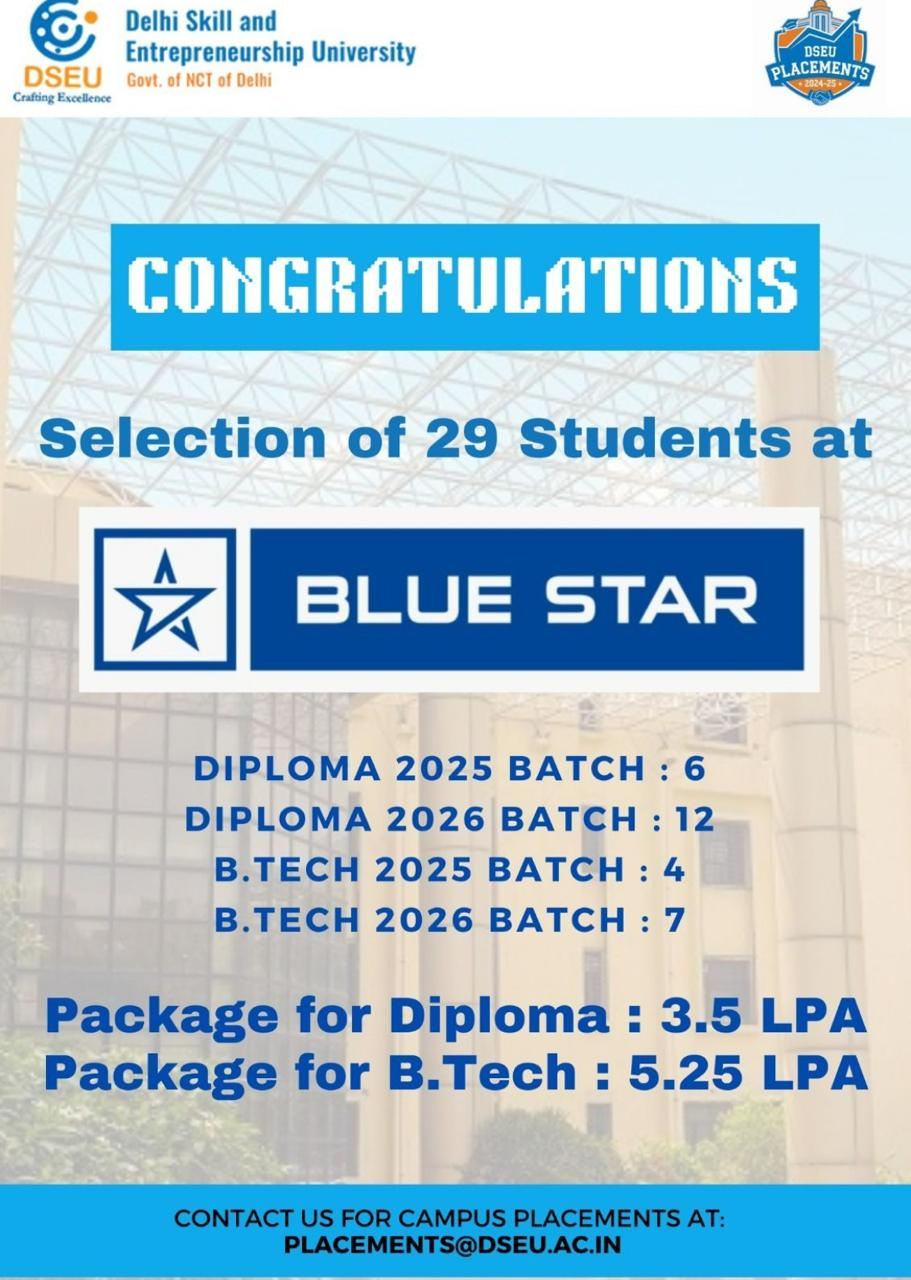 DSEU
Crafting Excellence
Delhi Skill and
Entrepreneurship University
Govt. of NCT of Delhi
DSEU
PLACEMENTS
2024-25
CONGRATULATIONS
Selection of 29 Students at
BLUE STAR
DIPLOMA 2025 BATCH : 6
DIPLOMA 2026 BATCH : 12
B.TECH 2025 BATCH : 4
B.TECH 2026 BATCH : 7
Package for Diploma : 3.5 LPA
Package for B.Tech : 5.25 LPA
CONTACT US FOR CAMPUS PLACEMENTS AT:
PLACEMENTS@DSEU.AC.IN